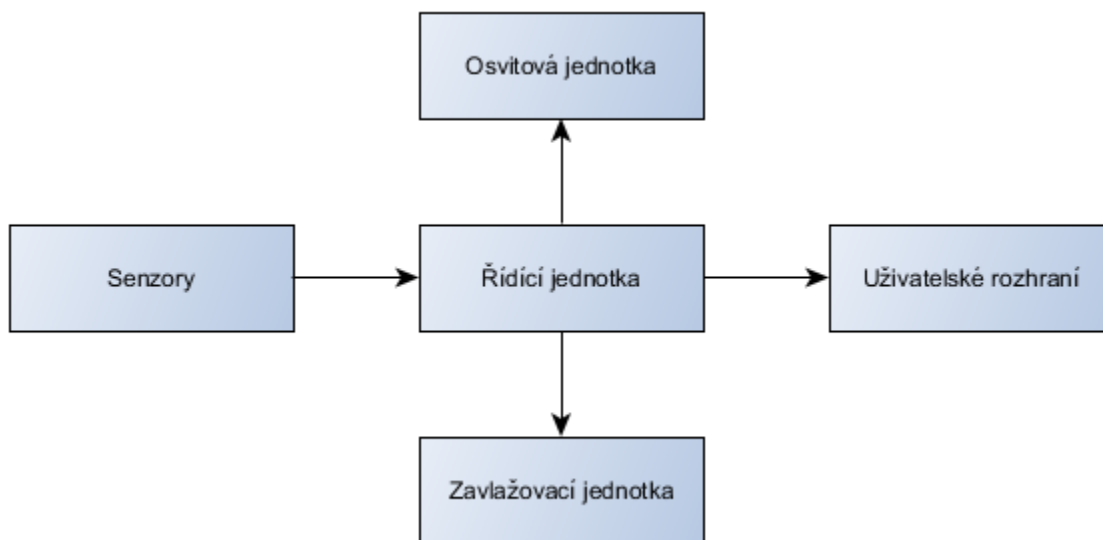 Osvitová jednotka
Senzory
Řídící jednotka
Uživatelské rozhraní
Zavlažovací jednotka